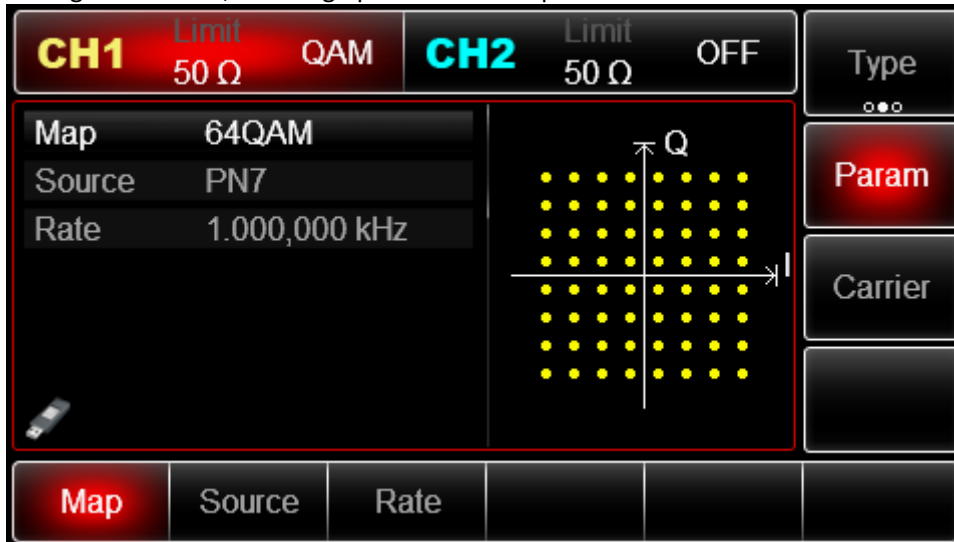 CH1 Limit 50 Ω QAM
CH2 Limit 50 Ω OFF
Type
Map 64QAM
Source PN7
Rate 1.000,000 kHz
Q
I
Param
Carrier
Map Source Rate